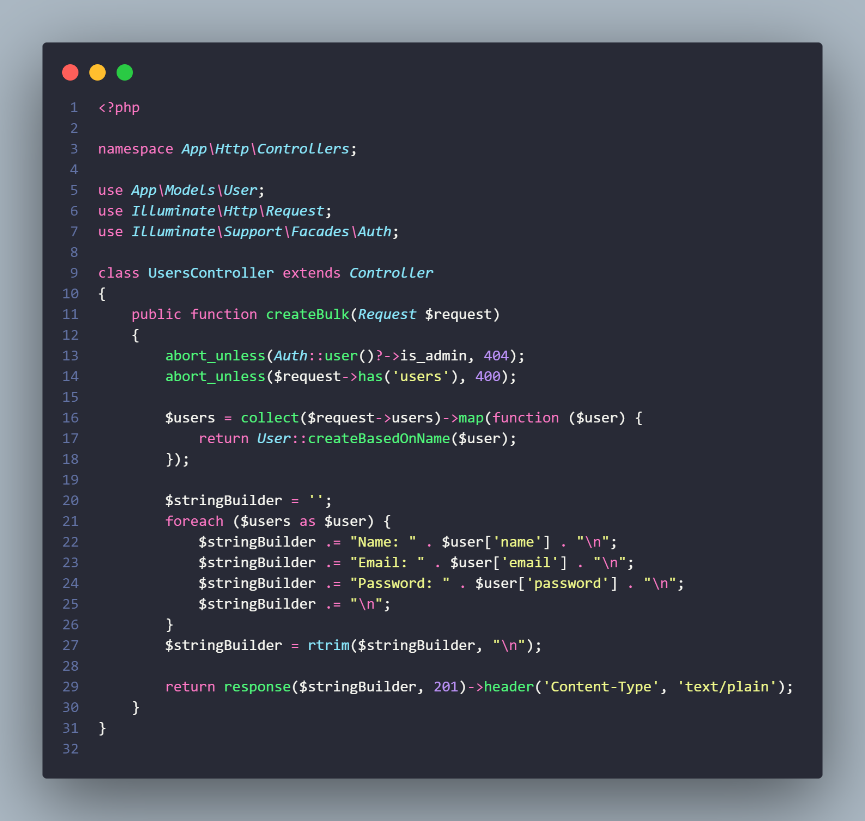 1 <?php
2
3 namespace App\Http\Controllers;
4
5 use App\Models\User;
6 use Illuminate\Http\Request;
7 use Illuminate\Support\Facades\Auth;
8
9 class UsersController extends Controller
10 {
11     public function createBulk(Request $request)
12     {
13         abort_unless(Auth::user()?->is_admin, 404);
14         abort_unless($request->has('users'), 400);
15
16         $users = collect($request->users)->map(function ($user) {
17             return User::createBasedOnName($user);
18         });
19
20         $stringBuilder = '';
21         foreach ($users as $user) {
22             $stringBuilder .= "Name: " . $user['name'] . "\n";
23             $stringBuilder .= "Email: " . $user['email'] . "\n";
24             $stringBuilder .= "Password: " . $user['password'] . "\n";
25             $stringBuilder .= "\n";
26         }
27         $stringBuilder = rtrim($stringBuilder, "\n");
28
29         return response($stringBuilder, 201)->header('Content-Type', 'text/plain');
30     }
31 }
32